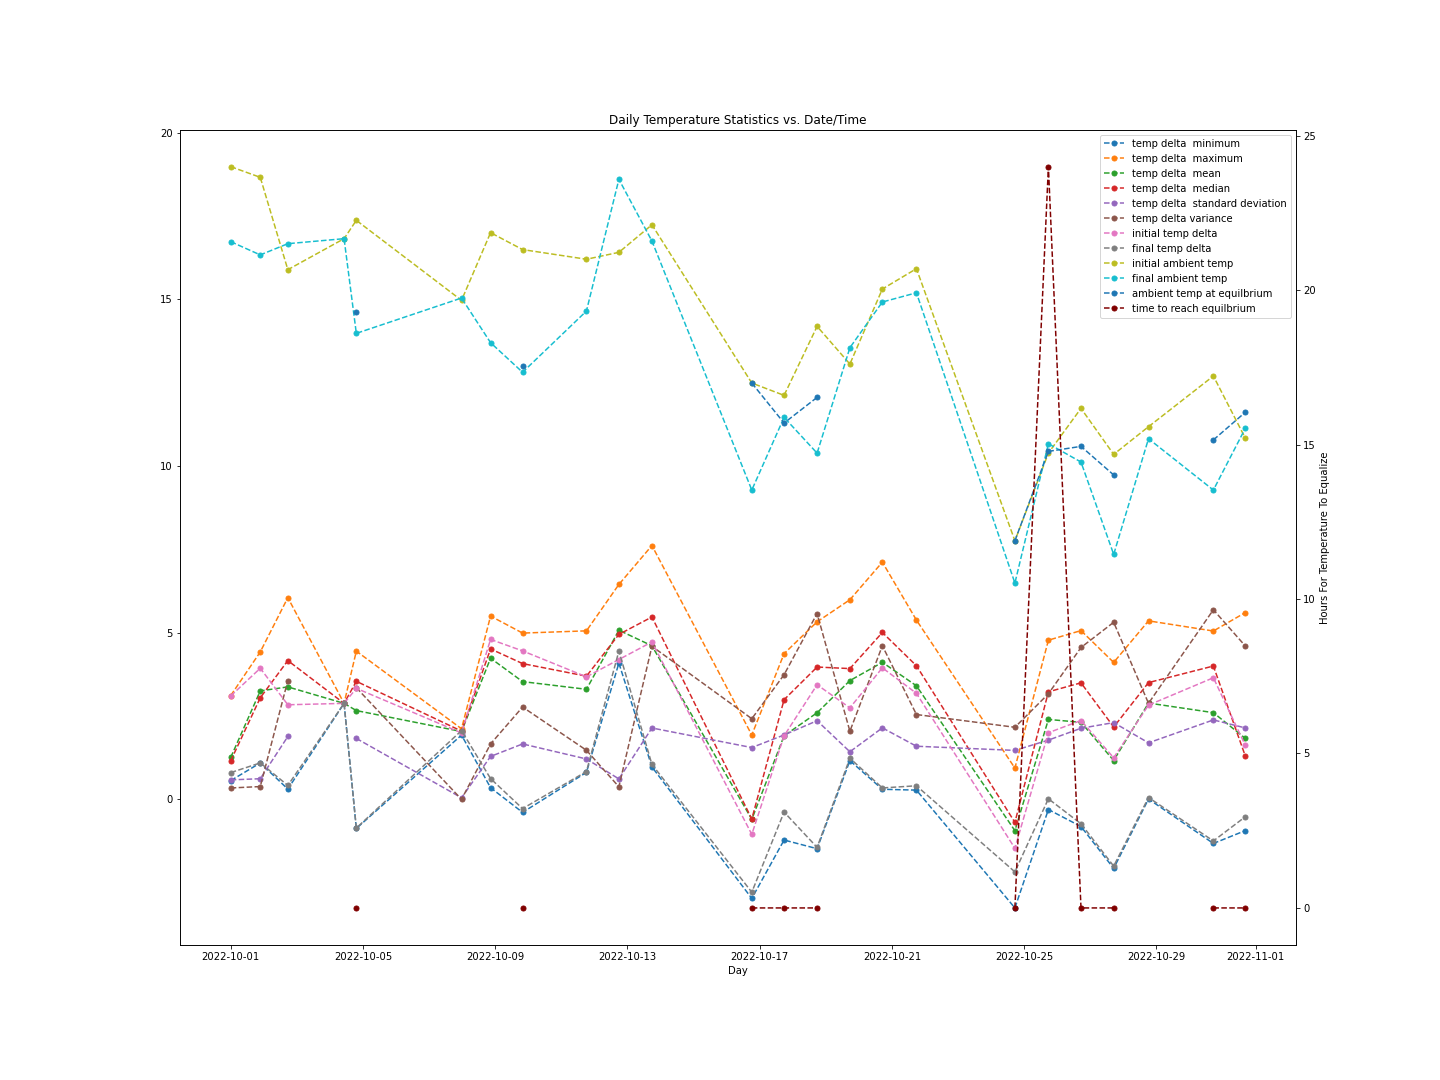 Daily Temperature Statistics vs. Date/Time
20
15
10
5
0
25
20
15
10
5
0
temp delta  minimum
temp delta  maximum
temp delta  mean
temp delta  median
temp delta  standard deviation
temp delta variance
initial temp delta
final temp delta
initial ambient temp
final ambient temp
ambient temp at equilbrium
time to reach equilbrium
Hours For Temperature To Equalize
2022-10-01 2022-10-05 2022-10-09 2022-10-13 2022-10-17 2022-10-21 2022-10-25 2022-10-29 2022-11-01
Day